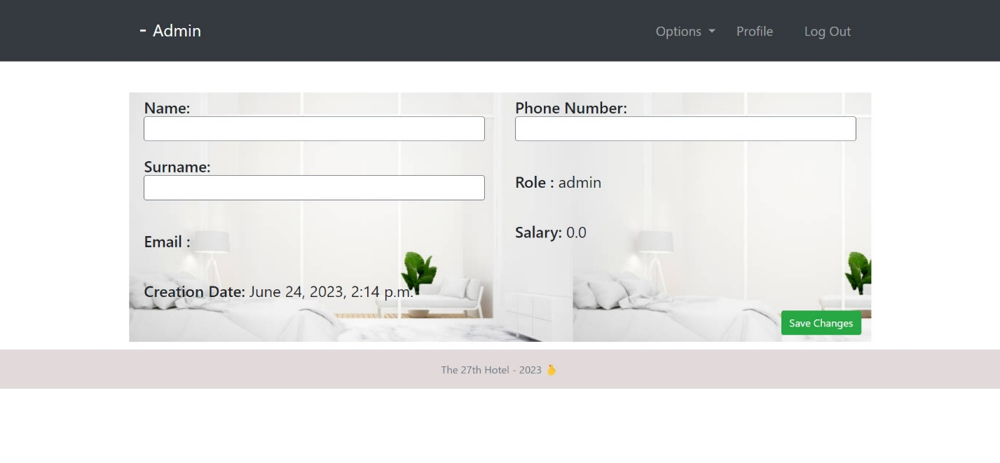 - Admin
Options Profile Log Out
Name:
Surname:
Email :
Creation Date: June 24, 2023, 2:14 p.m.
Phone Number:
Role : admin
Salary: 0.0
Save Changes
The 27th Hotel - 2023